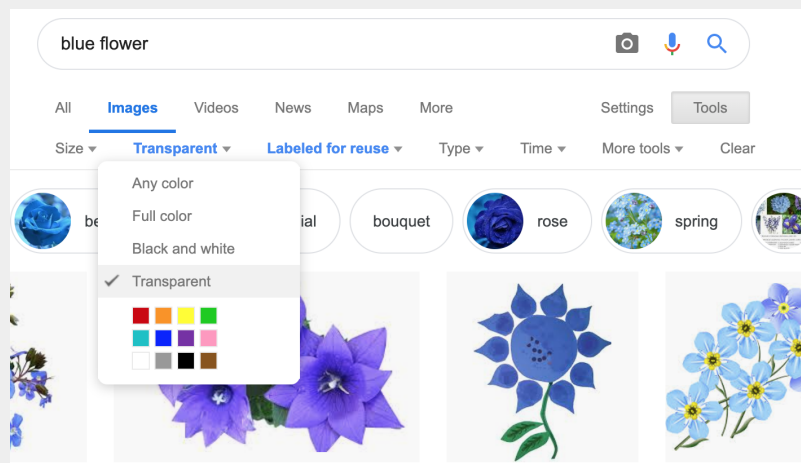 blue flower
All Images Videos News Maps More Settings Tools
Size Transparent Labeled for reuse Type Time More tools Clear
Any color
Full color
Black and white
Transparent
bouquet rose spring